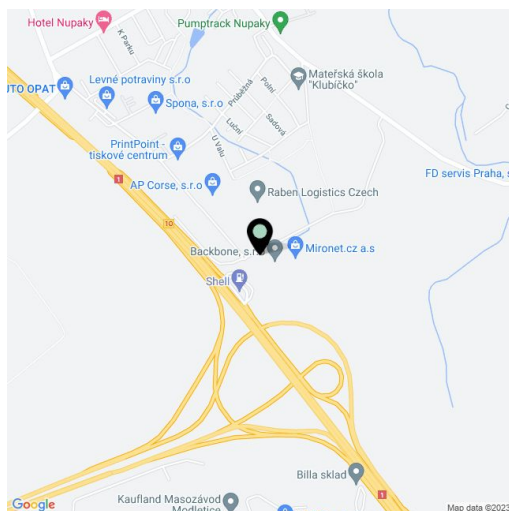 Hotel Nupaky
Pumptrack Nupaky
K Parku
Levné potraviny s.r.o
UTO OPAT
Spona, s.r.o
Průběžná
Polní
Mateřská škola
"Klubíčko"
Luční
Sadová
U Valu
PrintPoint -
tiskové centrum
1
AP Corse, s.r.o
FD servis Praha, s
Raben Logistics Czech
10
Backbone, s.r.
Mironet.cz a.s
Shell
Billa sklad
Kaufland Masozávod
Modletice
1
Google
Map data ©2023